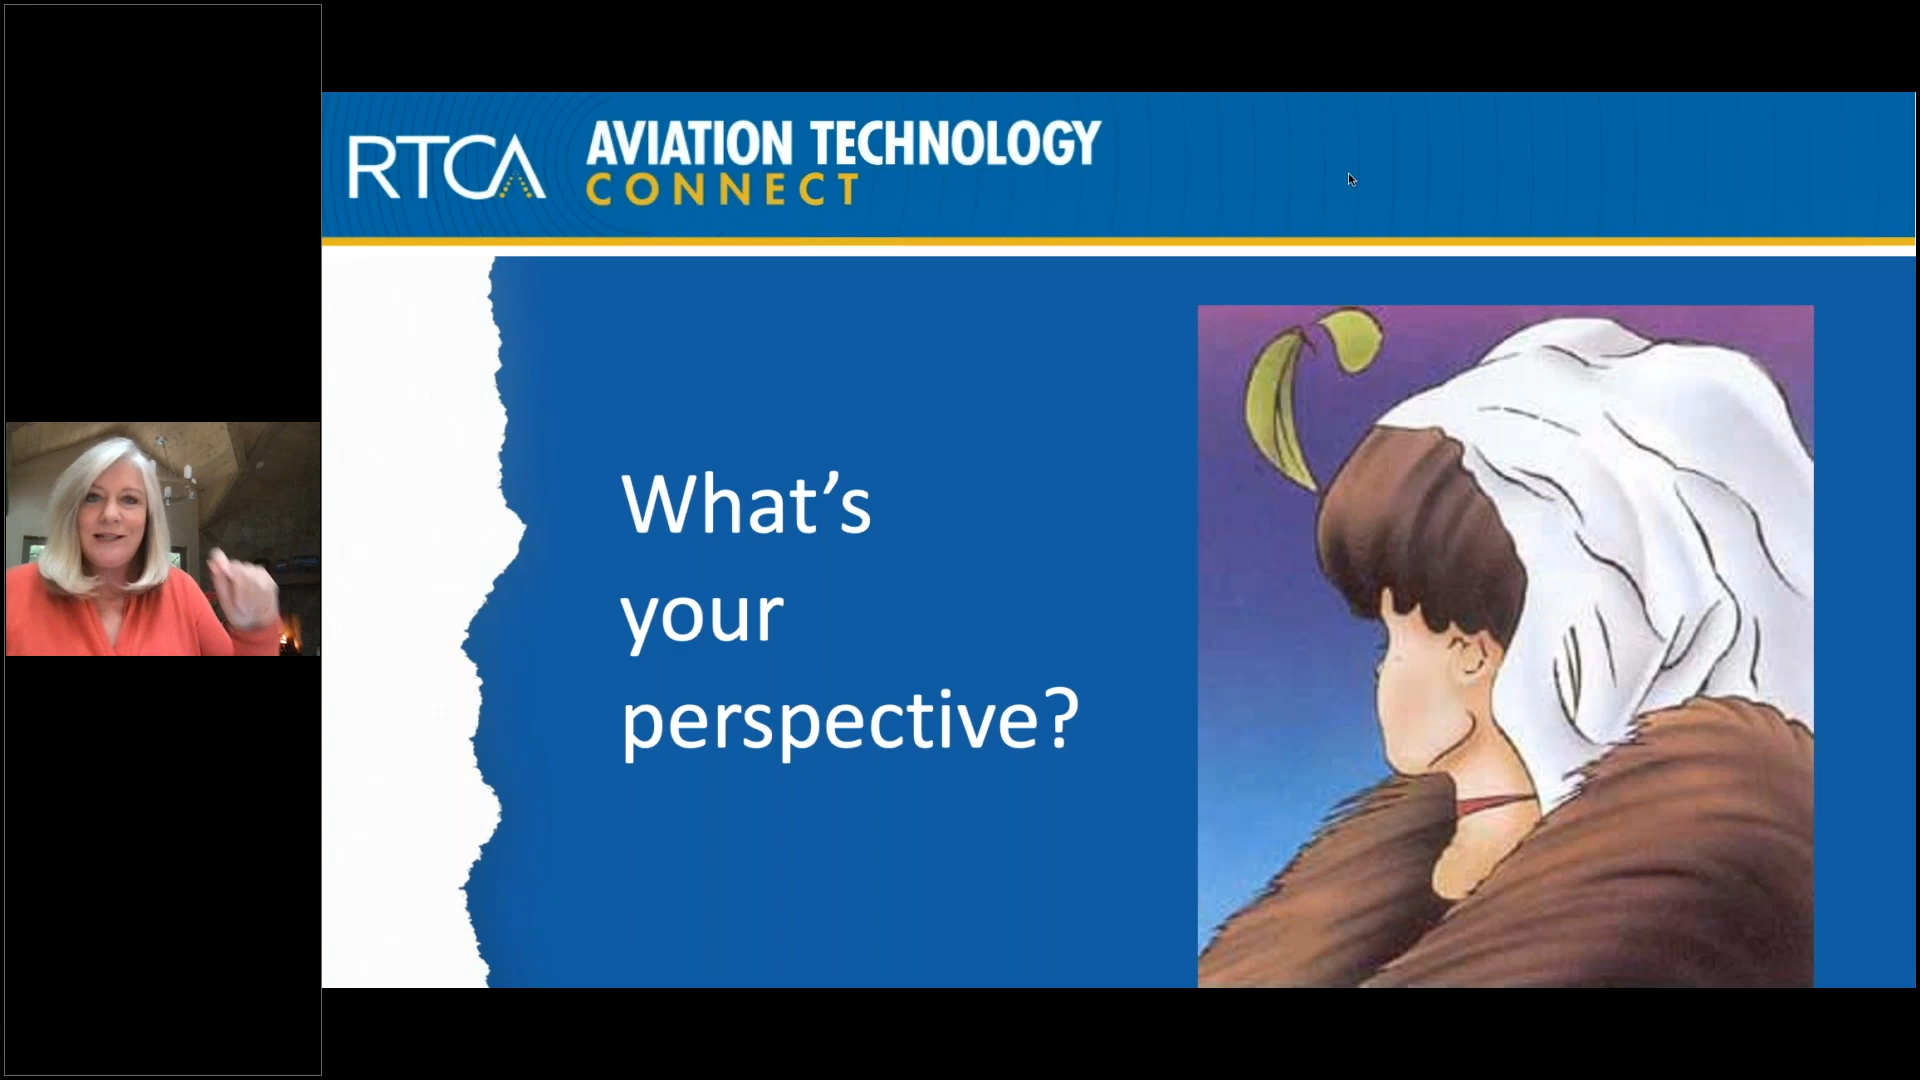 RTCA
AVIATION TECHNOLOGY
CONNECT
What’s
your
perspective?